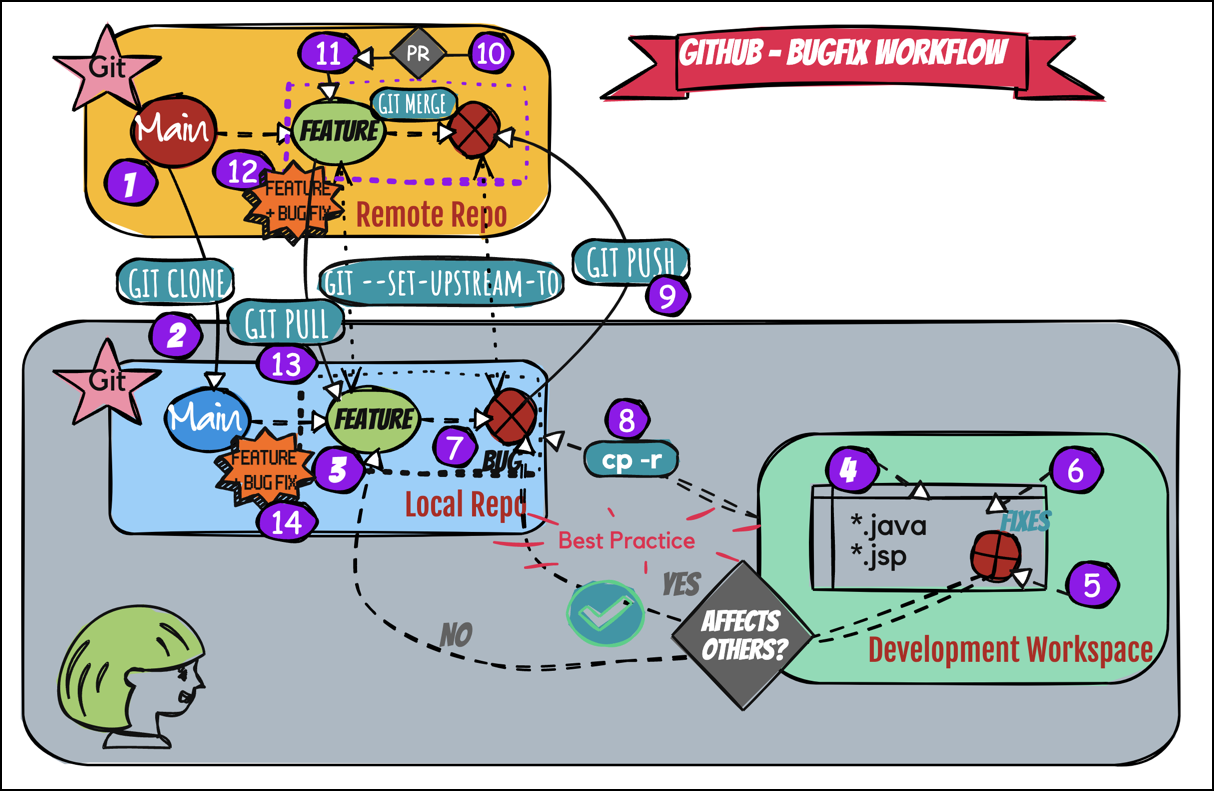 GITHUB - BUGFIX WORKFLOW
Git
11
PR
10
Main
FEATURE
GIT MERGE
1
12
FEATURE
+ BUG FIX
Remote Repo
GIT CLONE
GIT --SET-UPSTREAM-TO
GIT PUSH
9
2
GIT PULL
13
Git
Main
FEATURE
7
BUG
8
cp -r
FEATURE
+ BUG FIX
3
14
Local Repo
4
6
*.java
*.jsp
FIXES
5
Best Practice
YES
NO
AFFECTS
OTHERS?
Development Workspace